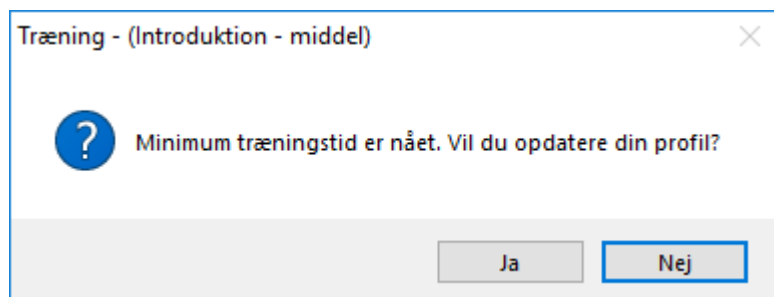 Træning - (Introduktion - middel)
?
Minimum træningstid er nået. Vil du opdatere din profil?
Ja Nej